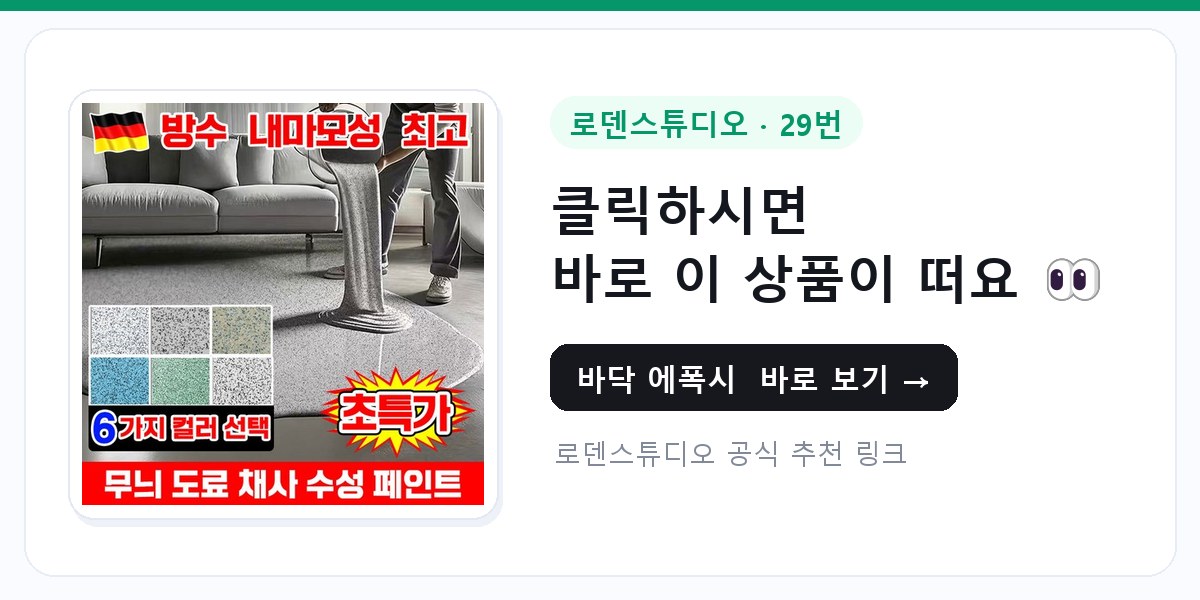 방수 내마모성 최고
6가지 컬러 선택
초특가
무늬 도료 채사 수성 페인트
로덴스튜디오 · 29번
클릭하시면
바로 이 상품이 떠요 👀
바닥 에폭시 바로 보기 →
로덴스튜디오 공식 추천 링크